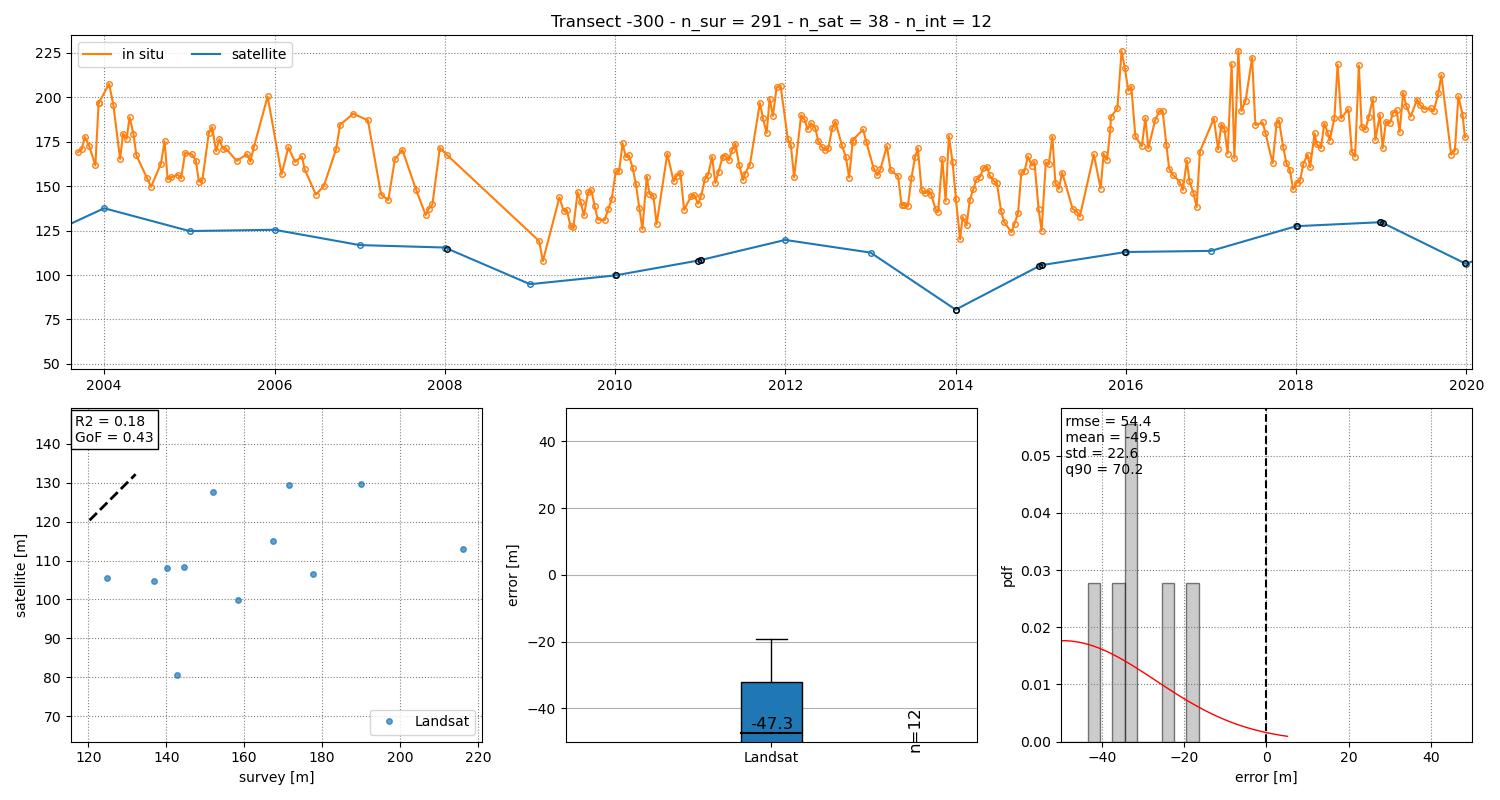 Transect -300 - n_sur = 291 - n_sat = 38 - n_int = 12
in situ
satellite
225
200
175
150
125
100
75
50
2004
2006
2008
2010
2012
2014
2016
2018
2020
R2 = 0.18
GoF = 0.43
140
130
120
110
100
90
80
70
satellite [m]
Landsat
120
140
160
180
200
220
survey [m]
40
20
0
−20
−40
error [m]
-47.3
n=12
Landsat
rmse = 54.4
mean = -49.5
std = 22.6
q90 = 70.2
0.05
0.04
0.03
0.02
0.01
0.00
pdf
−40
−20
0
20
40
error [m]